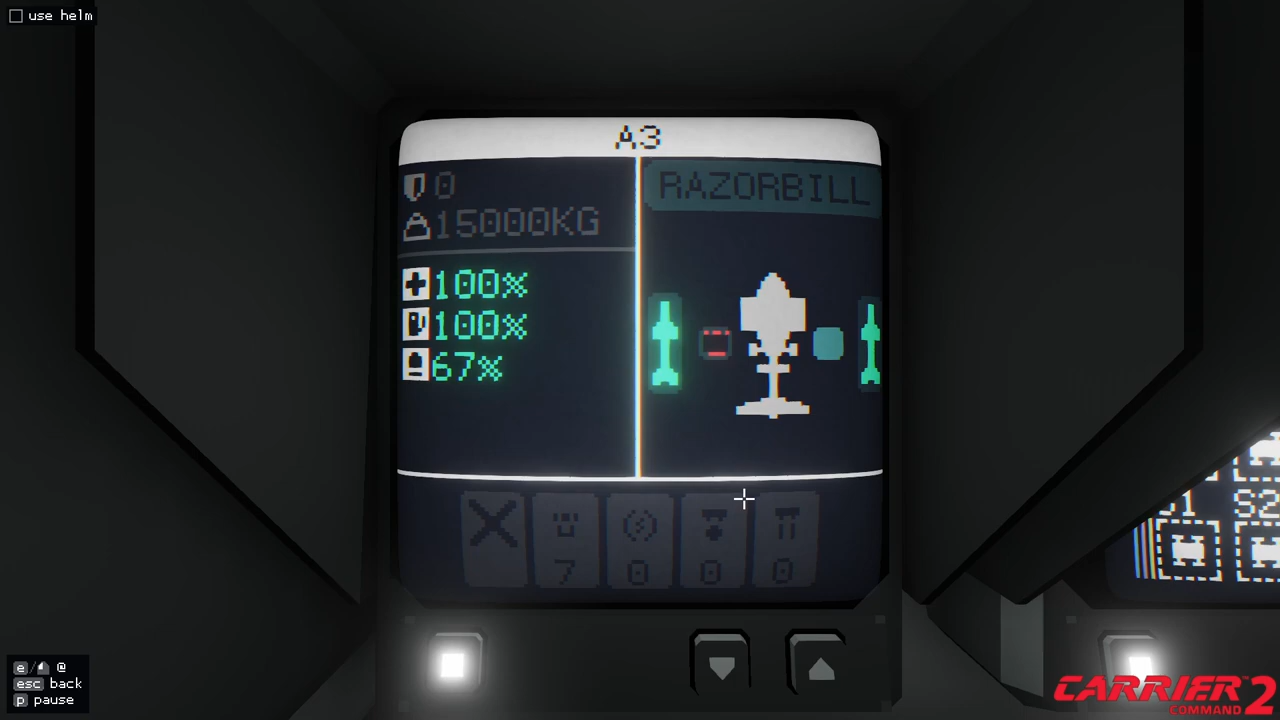 use helm
A3
0
15000KG
RAZORBILL
100%
100%
67%
7
0
0
0
S2
e / @
esc back
p pause
CARRIER
COMMAND 2